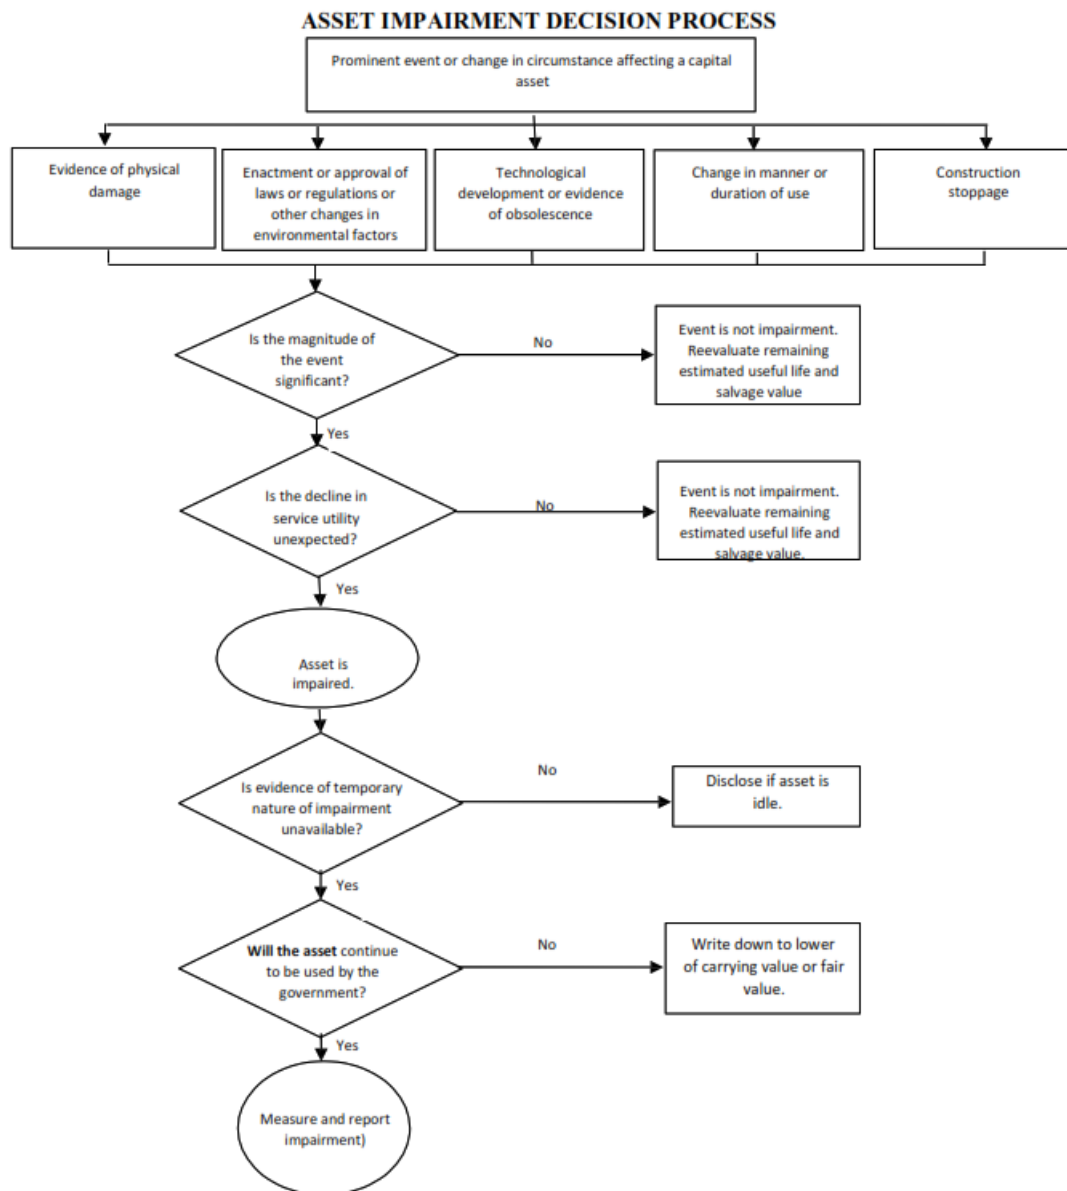 ASSET IMPAIRMENT DECISION PROCESS
Prominent event or change in circumstance affecting a capital
asset
Evidence of physical
damage
Enactment or approval of
laws or regulations or
other changes in
environmental factors
Technological
development or evidence
of obsolescence
Change in manner or
duration of use
Construction
stoppage
Is the magnitude of
the event
significant?
No
Event is not impairment.
Reevaluate remaining
estimated useful life and
salvage value
Yes
Is the decline in
service utility
unexpected?
No
Event is not impairment.
Reevaluate remaining
estimated useful life and
salvage value.
Yes
Asset is
impaired.
Is evidence of temporary
nature of impairment
unavailable?
No
Disclose if asset is
idle.
Yes
Will the asset continue
to be used by the
government?
No
Write down to lower
of carrying value or fair
value.
Yes
Measure and report
impairment)